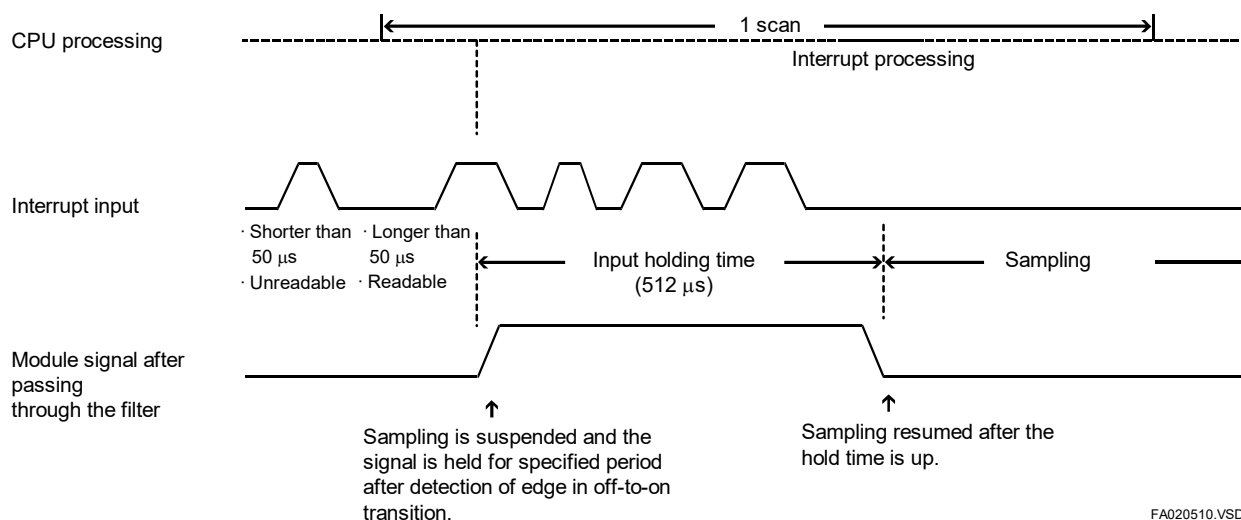 1 scan
CPU processing
Interrupt processing
Interrupt input
· Shorter than
50 μs
· Unreadable
· Longer than
50 μs
· Readable
Input holding time
(512 μs)
Sampling
Module signal after
passing
through the filter
Sampling is suspended and the
signal is held for specified period
after detection of edge in off-to-on
transition.
Sampling resumed after the
hold time is up.
FA020510.VSD